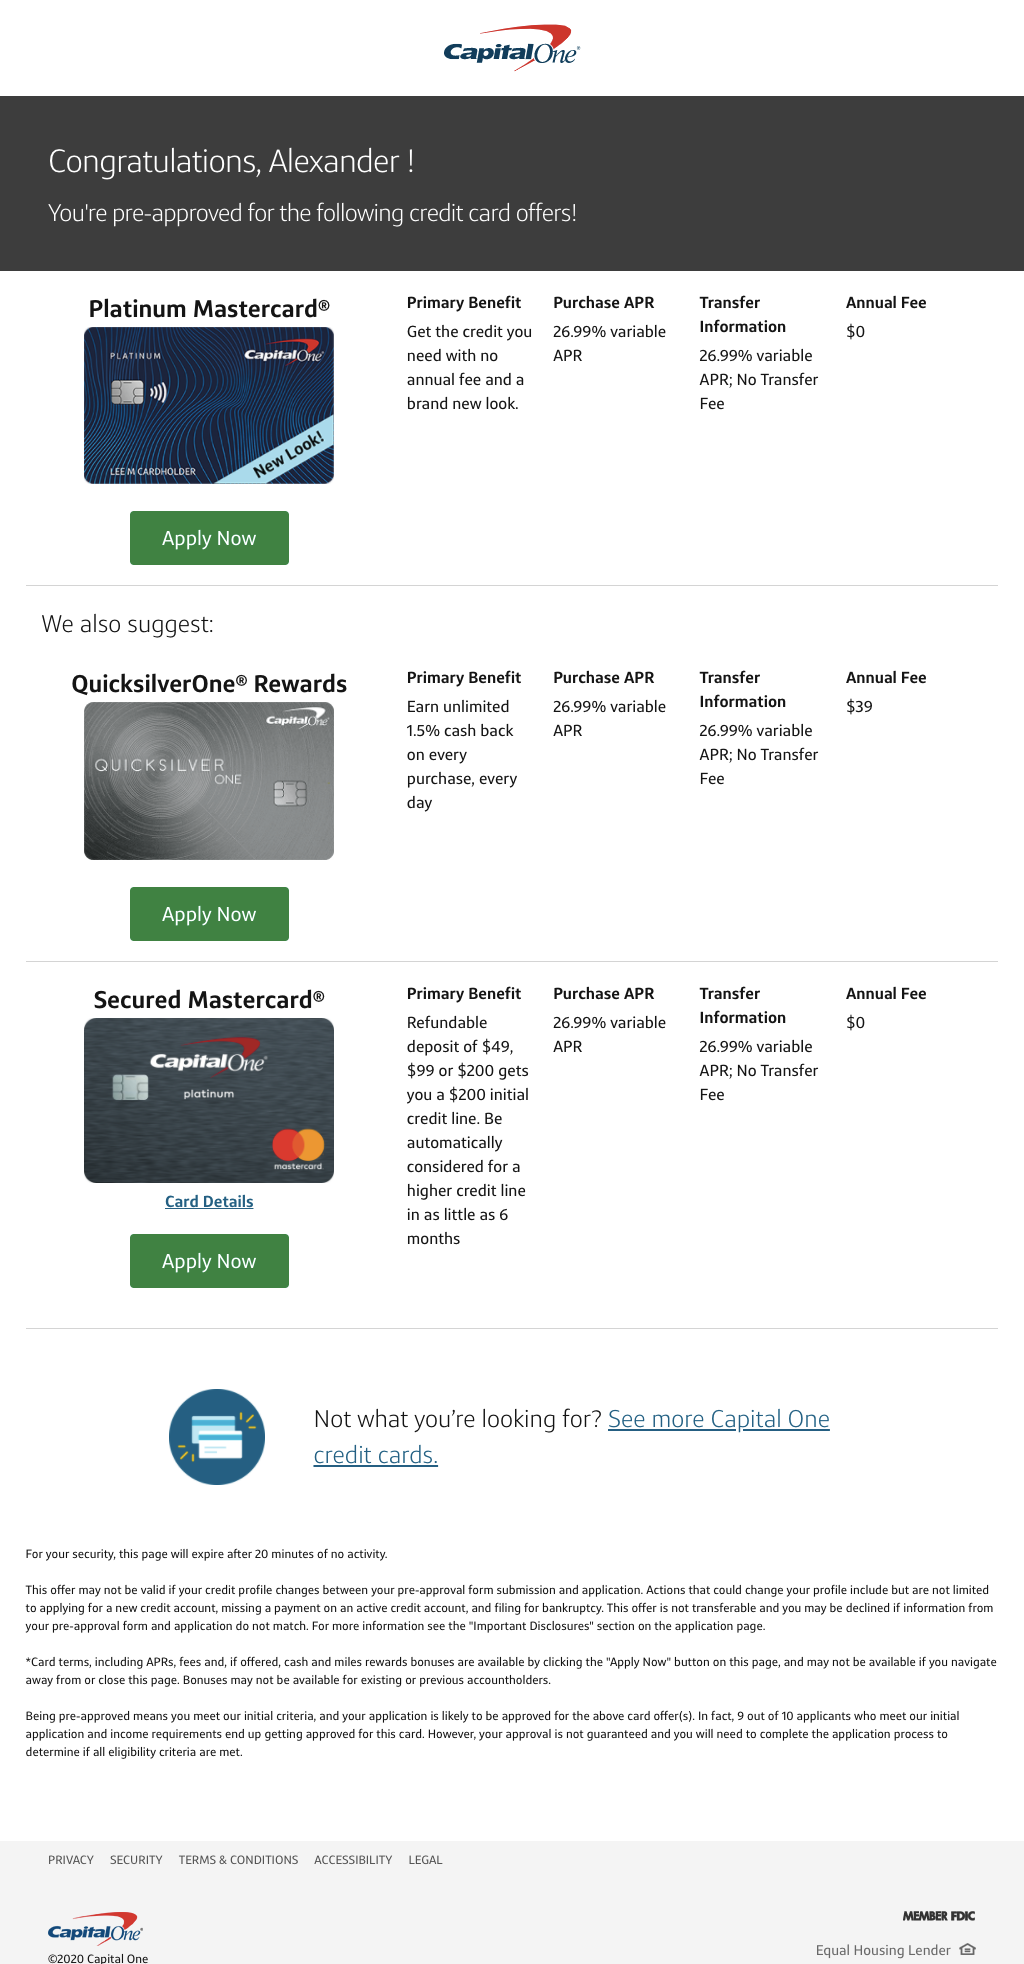 CapitalOne®
Congratulations, Alexander !
You're pre-approved for the following credit card offers!
Platinum Mastercard®
PLATINUM
CapitalOne®
LEE M CARDHOLDER
New Look!
Apply Now
Primary Benefit
Get the credit you
need with no
annual fee and a
brand new look.
Purchase APR
26.99% variable
APR
Transfer
Information
26.99% variable
APR; No Transfer
Fee
Annual Fee
$0
We also suggest:
QuicksilverOne® Rewards
CapitalOne®
QUICKSILVER
ONE
Apply Now
Primary Benefit
Earn unlimited
1.5% cash back
on every
purchase, every
day
Purchase APR
26.99% variable
APR
Transfer
Information
26.99% variable
APR; No Transfer
Fee
Annual Fee
$39
Secured Mastercard®
CapitalOne®
platinum
mastercard
Card Details
Apply Now
Primary Benefit
Refundable
deposit of $49,
$99 or $200 gets
you a $200 initial
credit line. Be
automatically
considered for a
higher credit line
in as little as 6
months
Purchase APR
26.99% variable
APR
Transfer
Information
26.99% variable
APR; No Transfer
Fee
Annual Fee
$0
Not what you’re looking for? See more Capital One
credit cards.
For your security, this page will expire after 20 minutes of no activity.
This offer may not be valid if your credit profile changes between your pre-approval form submission and application. Actions that could change your profile include but are not limited
to applying for a new credit account, missing a payment on an active credit account, and filing for bankruptcy. This offer is not transferable and you may be declined if information from
your pre-approval form and application do not match. For more information see the "Important Disclosures" section on the application page.
*Card terms, including APRs, fees and, if offered, cash and miles rewards bonuses are available by clicking the "Apply Now" button on this page, and may not be available if you navigate
away from or close this page. Bonuses may not be available for existing or previous accountholders.
Being pre-approved means you meet our initial criteria, and your application is likely to be approved for the above card offer(s). In fact, 9 out of 10 applicants who meet our initial
application and income requirements end up getting approved for this card. However, your approval is not guaranteed and you will need to complete the application process to
determine if all eligibility criteria are met.
PRIVACY SECURITY TERMS & CONDITIONS ACCESSIBILITY LEGAL
CapitalOne®
©2020 Capital One
MEMBER FDIC
Equal Housing Lender